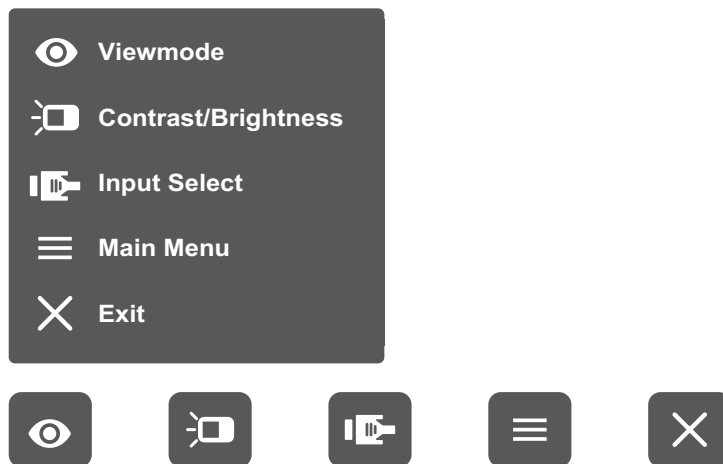 Viewmode
Contrast/Brightness
Input Select
Main Menu
Exit